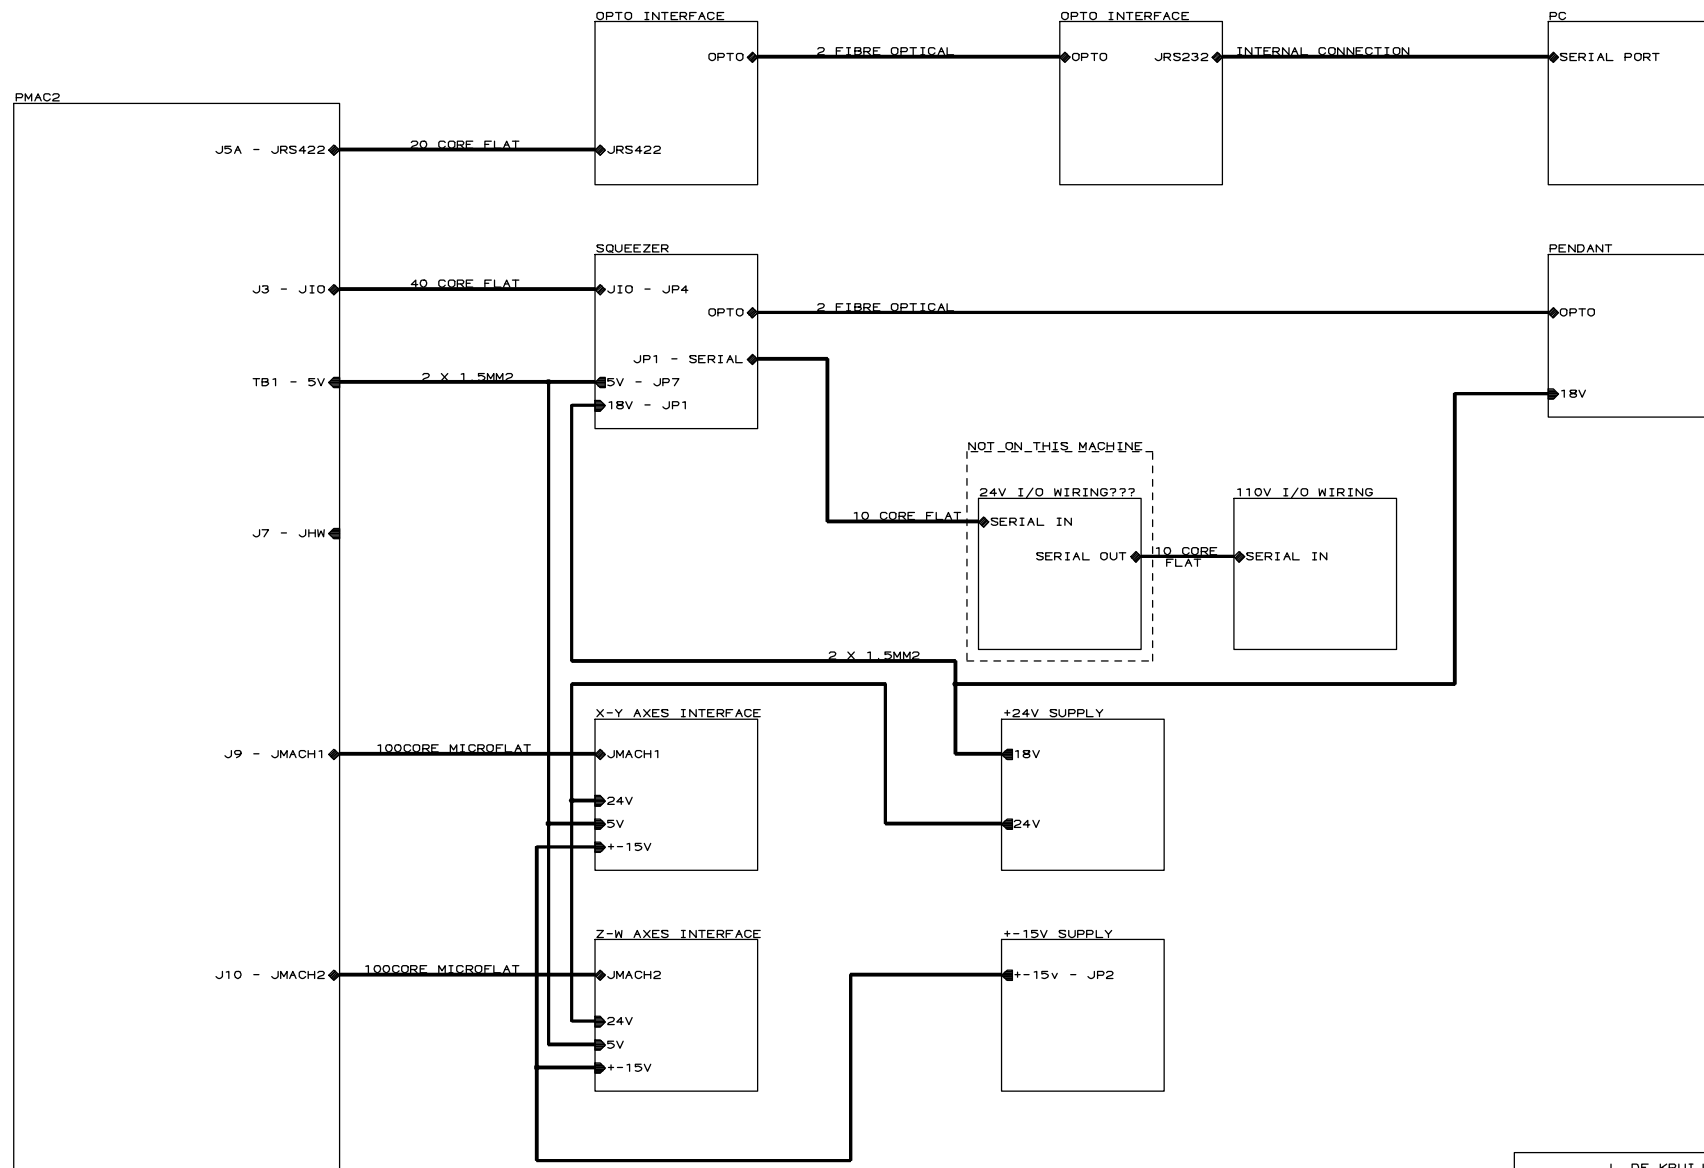 OPTO INTERFACE
OPTO INTERFACE
PC
OPTO
2 FIBRE OPTICAL
OPTO
JRS232
INTERNAL CONNECTION
SERIAL PORT
PMAC2
J5A - JRS422
20 CORE FLAT
JRS422
SQUEEZER
PENDANT
J3 - JIO
40 CORE FLAT
JIO - JP4
OPTO
2 FIBRE OPTICAL
OPTO
JP1 - SERIAL
TB1 - 5V
2 X 1.5MM2
5V - JP7
18V - JP1
18V
NOT ON THIS MACHINE
24V I/O WIRING???
110V I/O WIRING
10 CORE FLAT
SERIAL IN
J7 - JHW
SERIAL OUT
10 CORE
FLAT
SERIAL IN
2 X 1.5MM2
X-Y AXES INTERFACE
+24V SUPPLY
J9 - JMACH1
100CORE MICROFLAT
JMACH1
18V
24V
5V
24V
+-15V
Z-W AXES INTERFACE
+-15V SUPPLY
J10 - JMACH2
100CORE MICROFLAT
JMACH2
+-15v - JP2
24V
5V
+-15V